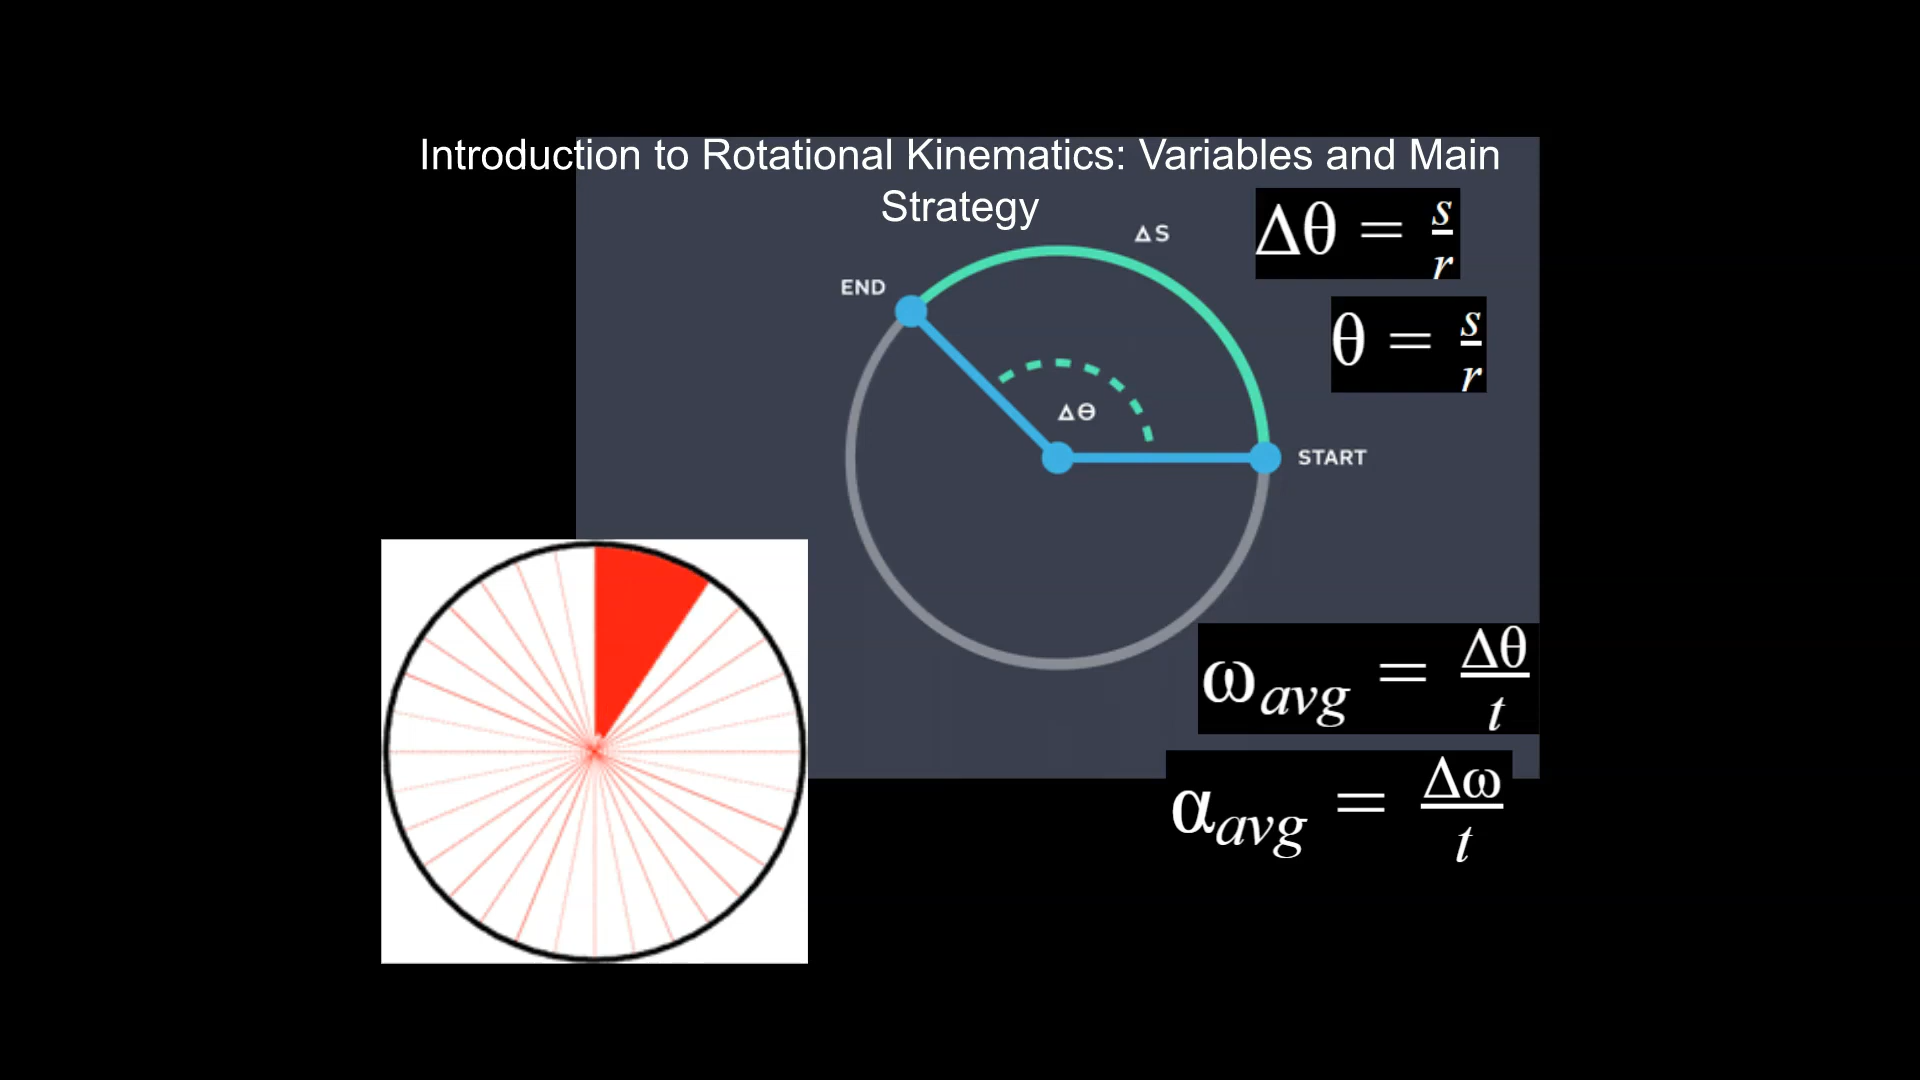 Introduction to Rotational Kinematics: Variables and Main
Strategy
Δθ = s/r
ΔS
END
θ = s/r
Δθ
START
ω_avg = Δθ/t
α_avg = Δω/t